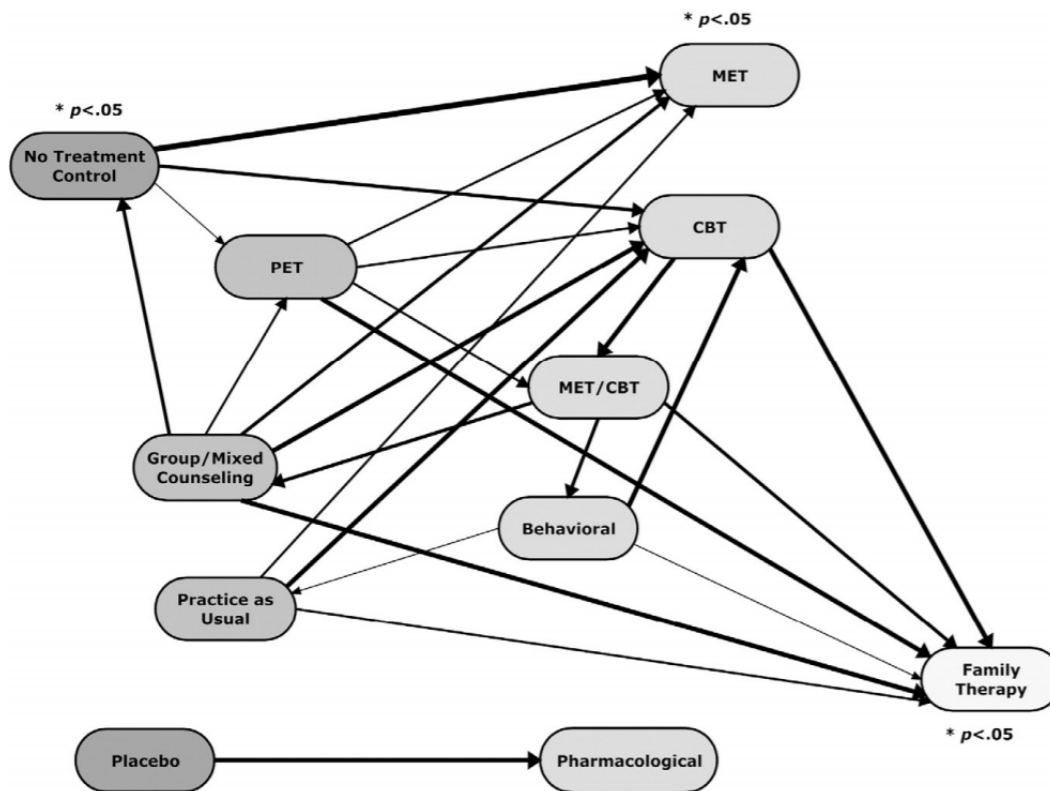 * p<.05
MET
* p<.05
No Treatment
Control
CBT
PET
MET/CBT
Group/Mixed
Counseling
Behavioral
Practice as
Usual
Family
Therapy
* p<.05
Placebo
Pharmacological